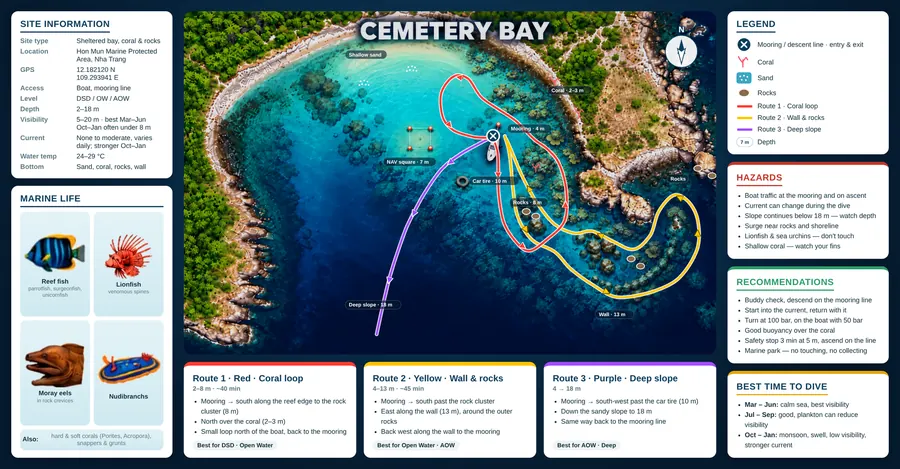 CEMETERY BAY
SITE INFORMATION
Site type Sheltered bay, coral & rocks
Location Hon Mun Marine Protected
Area, Nha Trang
GPS 12.182120 N
109.293941 E
Access Boat, mooring line
Level DSD / OW / AOW
Depth 2–18 m
Visibility 5–20 m · best Mar–Jun
Oct–Jan often under 8 m
Current None to moderate, varies
daily; stronger Oct–Jan
Water temp 24–29 °C
Bottom Sand, coral, rocks, wall
MARINE LIFE
Reef fish
parrotfish, surgeonfish,
unicornfish
Lionfish
venomous spines
Moray eels
in rock crevices
Nudibranchs
Also: hard & soft corals (Porites, Acropora),
snappers & grunts
Shallow sand
N
Coral · 2–3 m
Mooring · 4 m
NAV square · 7 m
Car tire · 10 m
Rocks
Rocks · 8 m
Deep slope · 18 m
Wall · 13 m
Route 1 · Red · Coral loop
2–8 m · ~40 min
• Mooring → south along the reef edge to the rock
cluster (8 m)
• North over the coral (2–3 m)
• Small loop north of the boat, back to the mooring
Best for DSD · Open Water
Route 2 · Yellow · Wall & rocks
4–13 m · ~45 min
• Mooring → south past the rock cluster
• East along the wall (13 m), around the outer
rocks
• Back west along the wall to the mooring
Best for Open Water · AOW
Route 3 · Purple · Deep slope
4 → 18 m
• Mooring → south-west past the car tire (10 m)
• Down the sandy slope to 18 m
• Same way back to the mooring line
Best for AOW · Deep
LEGEND
Mooring / descent line · entry & exit
Coral
Sand
Rocks
Route 1 · Coral loop
Route 2 · Wall & rocks
Route 3 · Deep slope
7 m Depth
HAZARDS
• Boat traffic at the mooring and on ascent
• Current can change during the dive
• Slope continues below 18 m — watch depth
• Surge near rocks and shoreline
• Lionfish & sea urchins — don't touch
• Shallow coral — watch your fins
RECOMMENDATIONS
• Buddy check, descend on the mooring line
• Start into the current, return with it
• Turn at 100 bar, on the boat with 50 bar
• Good buoyancy over the coral
• Safety stop 3 min at 5 m, ascend on the line
• Marine park — no touching, no collecting
BEST TIME TO DIVE
• Mar – Jun: calm sea, best visibility
• Jul – Sep: good, plankton can reduce
visibility
• Oct – Jan: monsoon, swell, low visibility,
stronger current